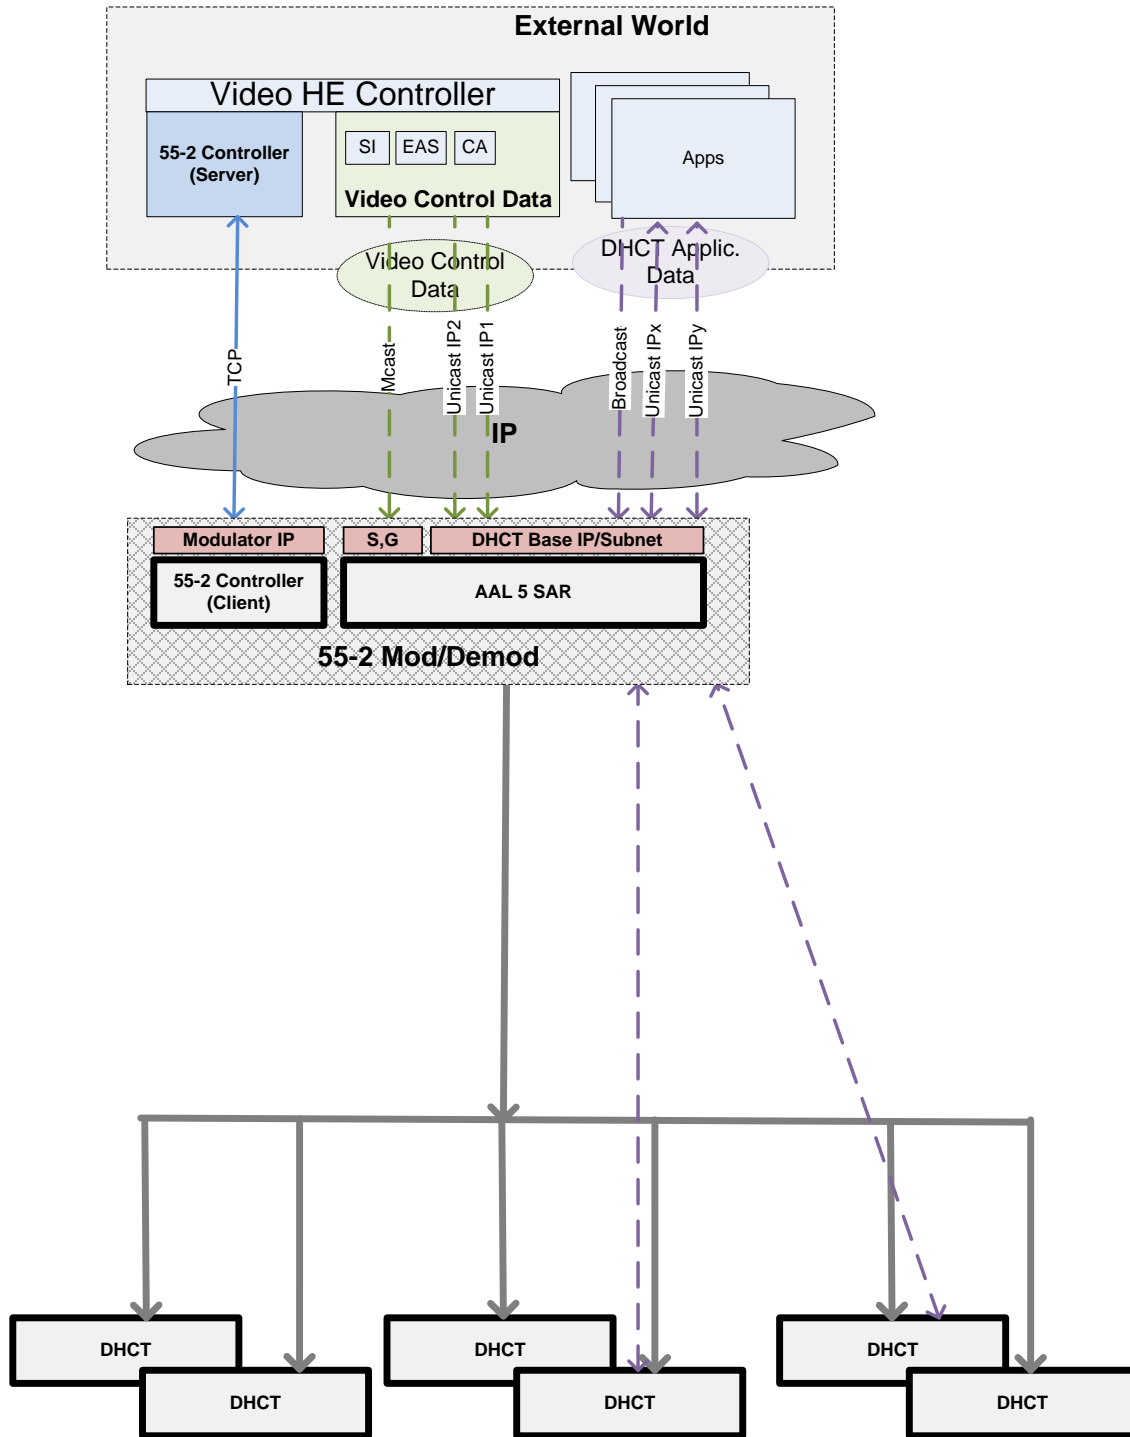 External World
Video HE Controller
55-2 Controller
(Server)
SI
EAS
CA
Video Control Data
Apps
Video Control
Data
DHCT Applic.
Data
TCP
Mcast
Unicast IP2
Unicast IP1
Broadcast
Unicast IPx
Unicast IPy
IP
Modulator IP
S,G
DHCT Base IP/Subnet
55-2 Controller
(Client)
AAL 5 SAR
55-2 Mod/Demod
DHCT
DHCT
DHCT
DHCT
DHCT
DHCT